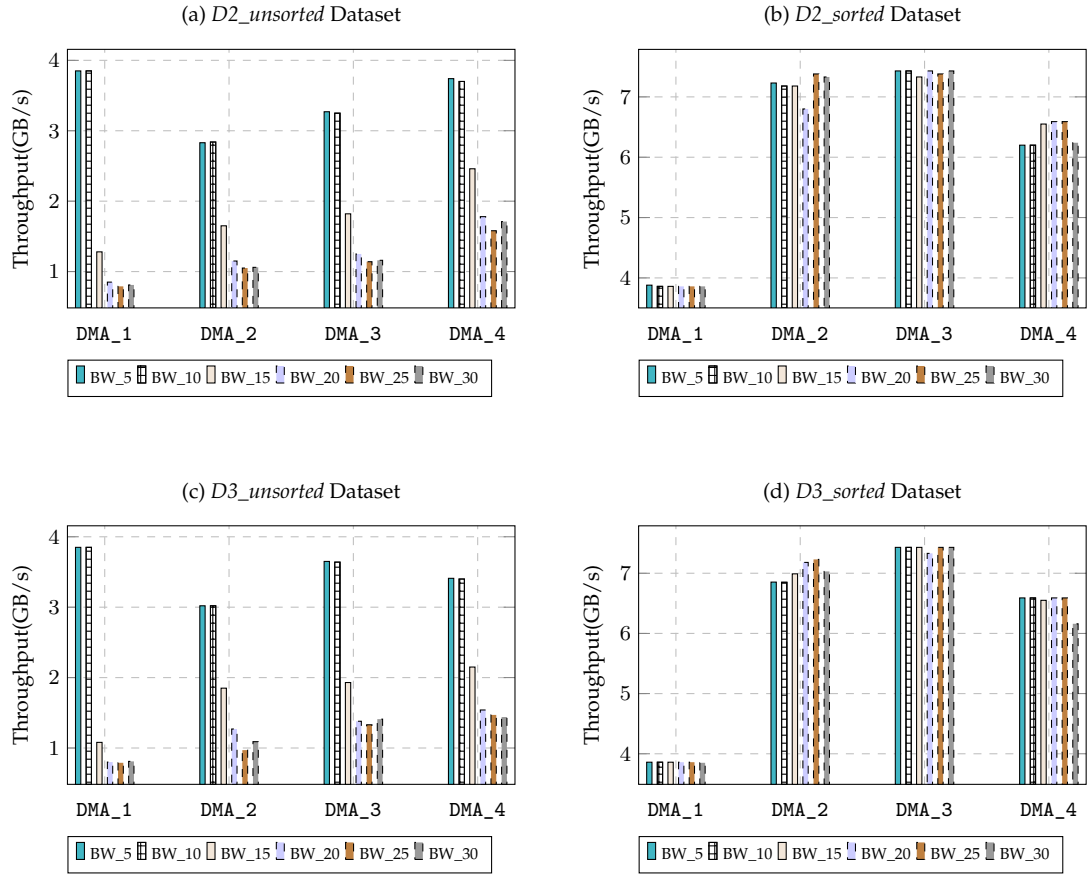 (a) D2_unsorted Dataset
Throughput(GB/s)
4
3
2
1
DMA_1 DMA_2 DMA_3 DMA_4
BW_5 BW_10 BW_15 BW_20 BW_25 BW_30
(b) D2_sorted Dataset
Throughput(GB/s)
7
6
5
4
DMA_1 DMA_2 DMA_3 DMA_4
BW_5 BW_10 BW_15 BW_20 BW_25 BW_30
(c) D3_unsorted Dataset
Throughput(GB/s)
4
3
2
1
DMA_1 DMA_2 DMA_3 DMA_4
BW_5 BW_10 BW_15 BW_20 BW_25 BW_30
(d) D3_sorted Dataset
Throughput(GB/s)
7
6
5
4
DMA_1 DMA_2 DMA_3 DMA_4
BW_5 BW_10 BW_15 BW_20 BW_25 BW_30